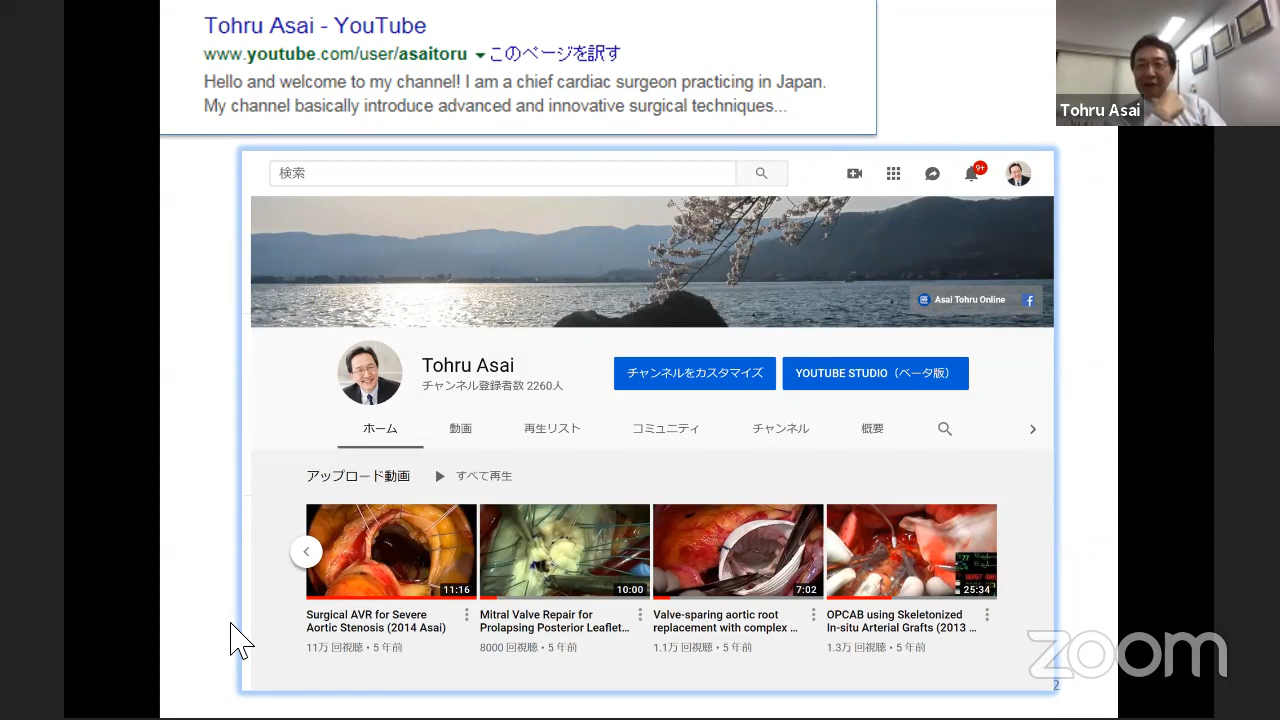 Tohru Asai - YouTube
www.youtube.com/user/asaitoru ▾ このページを訳す
Hello and welcome to my channel! I am a chief cardiac surgeon practicing in Japan.
My channel basically introduce advanced and innovative surgical techniques...
Tohru Asai
検索
9+
Asai Tohru Online
Tohru Asai
チャンネル登録者数 2260人
チャンネルをカスタマイズ
YOUTUBE STUDIO（ベータ版）
ホーム 動画 再生リスト コミュニティ チャンネル 概要
アップロード動画 ▶ すべて再生
11:16
10:00
7:02
25:34
Surgical AVR for Severe
Aortic Stenosis (2014 Asai)
11万 回視聴・5 年前
Mitral Valve Repair for
Prolapsing Posterior Leaflet...
8000 回視聴・5 年前
Valve-sparing aortic root
replacement with complex ...
1.1万 回視聴・5 年前
OPCAB using Skeletonized
In-situ Arterial Grafts (2013 ...
1.3万 回視聴・5 年前
zoom
2